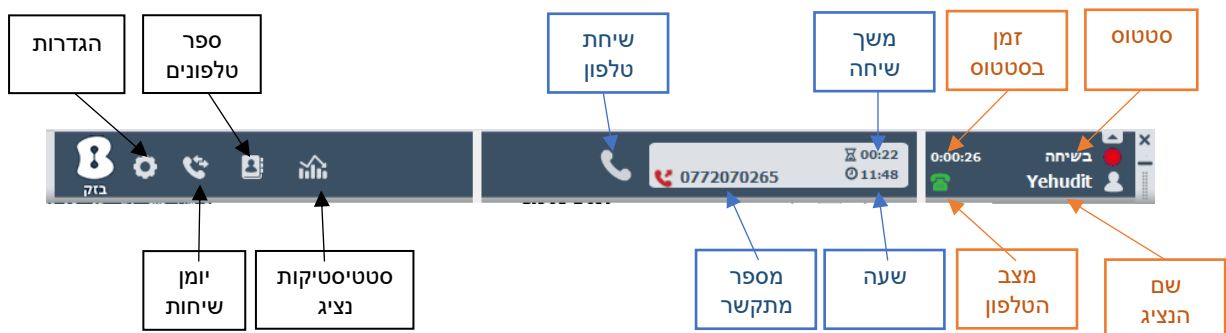 סטטוס
זמן
בסטטוס
משך
שיחה
שיחת
טלפון
ספר
טלפונים
הגדרות
בשיחה
0:00:26
00:22
Yehudit
11:48
0772070265
בזק
שם
הנציג
מצב
הטלפון
שעה
מספר
מתקשר
סטטיסטיקות
נציג
יומן
שיחות